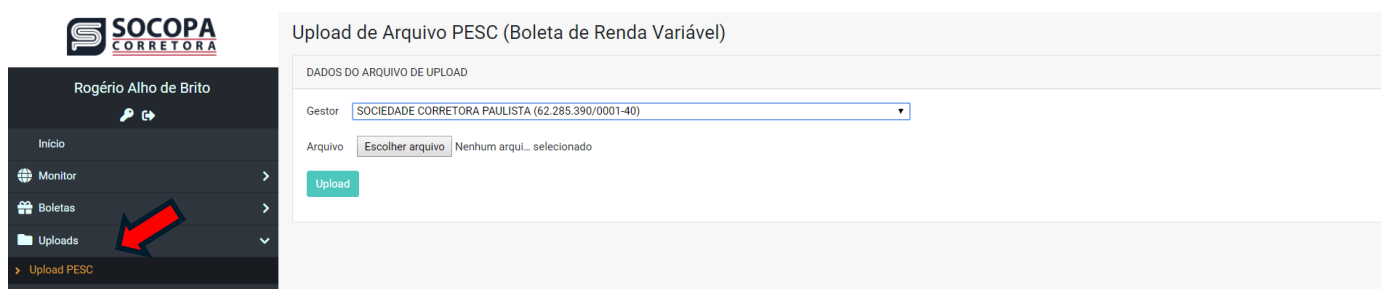 SOCOPA
CORRETORA
Rogério Alho de Brito
Início
Monitor
Boletas
Uploads
Upload PESC
Upload de Arquivo PESC (Boleta de Renda Variável)
DADOS DO ARQUIVO DE UPLOAD
Gestor SOCIEDADE CORRETORA PAULISTA (62.285.390/0001-40)
Arquivo Escolher arquivo Nenhum arqui... selecionado
Upload